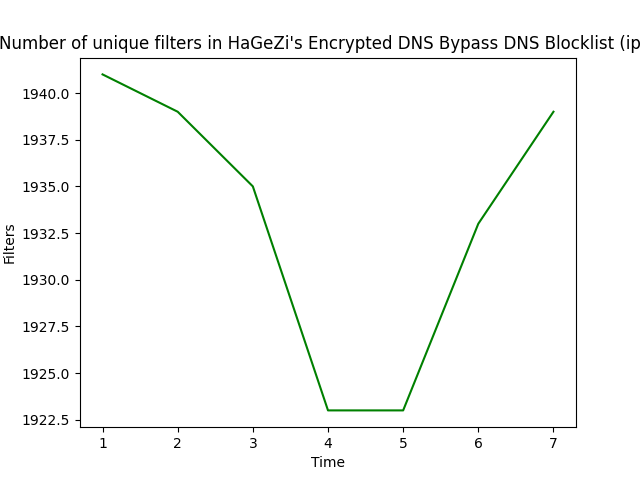 Number of unique filters in HaGeZi's Encrypted DNS Bypass DNS Blocklist (ip
1940.0
1937.5
1935.0
1932.5
1930.0
1927.5
1925.0
1922.5
Filters
1 2 3 4 5 6 7
Time